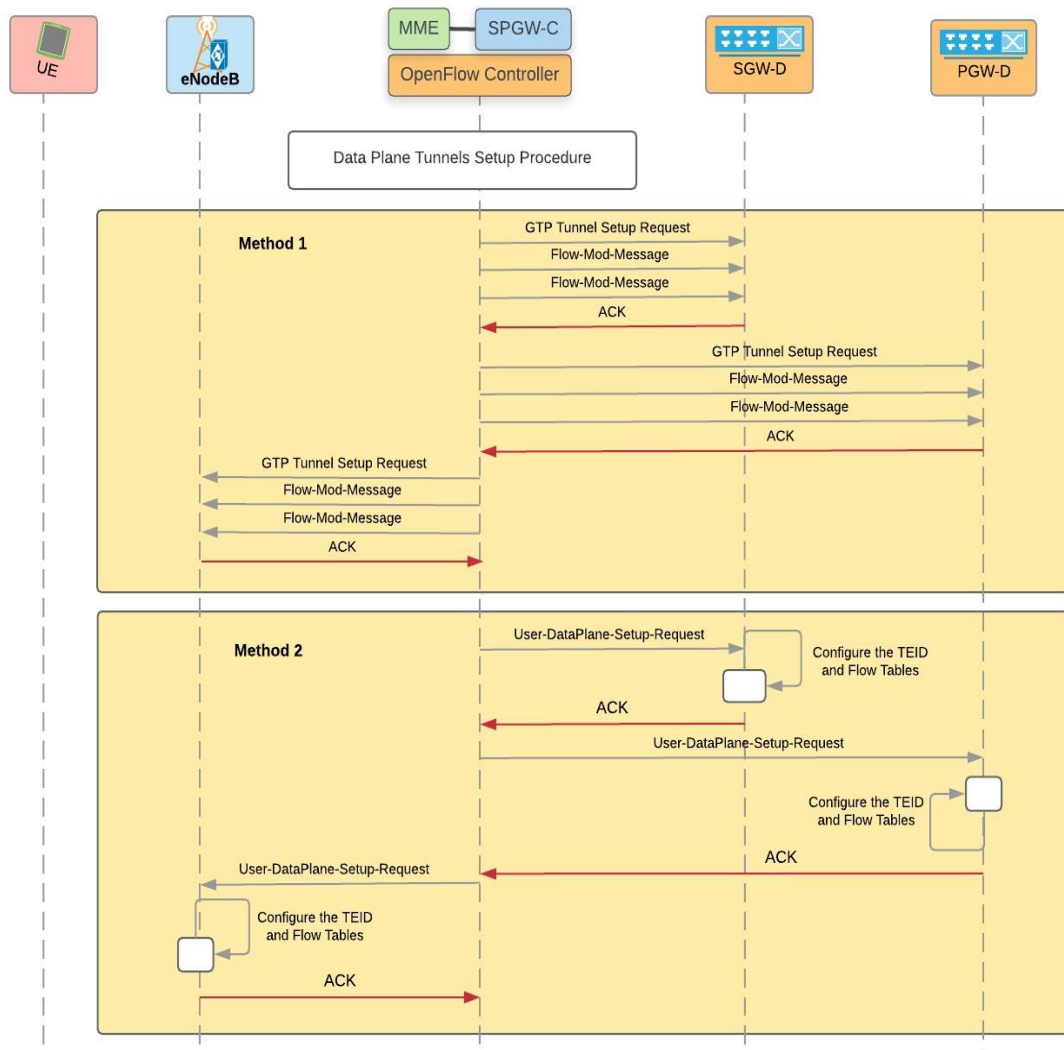 MME
SPGW-C
UE
eNodeB
OpenFlow Controller
SGW-D
PGW-D
Data Plane Tunnels Setup Procedure
Method 1
GTP Tunnel Setup Request
Flow-Mod-Message
Flow-Mod-Message
ACK
GTP Tunnel Setup Request
Flow-Mod-Message
Flow-Mod-Message
ACK
GTP Tunnel Setup Request
Flow-Mod-Message
Flow-Mod-Message
ACK
Method 2
User-DataPlane-Setup-Request
Configure the TEID
and Flow Tables
ACK
User-DataPlane-Setup-Request
Configure the TEID
and Flow Tables
ACK
User-DataPlane-Setup-Request
Configure the TEID
and Flow Tables
ACK